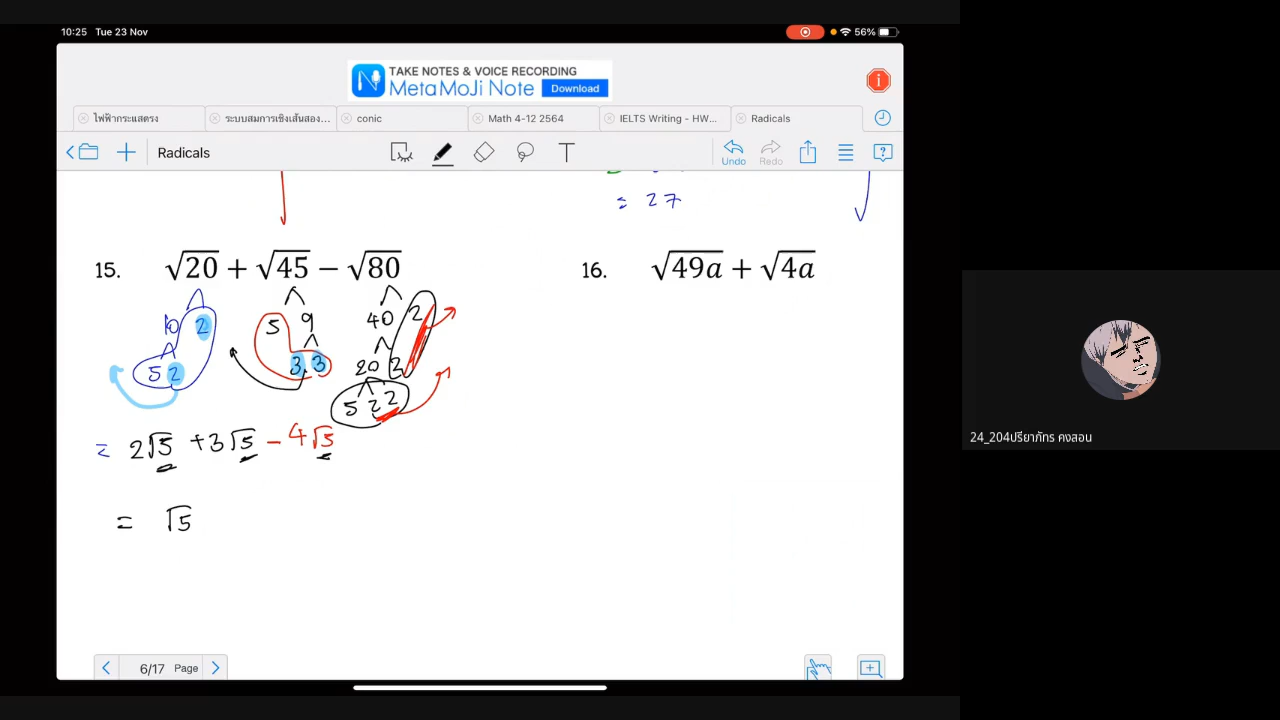 10:25 Tue 23 Nov
56%
TAKE NOTES & VOICE RECORDING
MetaMoJi Note Download
ไฟฟ้ากระแสตรง
ระบบสมการเชิงเส้นสอง...
conic
Math 4-12 2564
IELTS Writing - HW...
Radicals
Radicals
T
Undo
Redo
= 27
15. √20 + √45 − √80
16. √49a + √4a
10 2 5 9 40 2
5 2 3 3 20 2
5 2 2
= 2√5 + 3√5 − 4√5
= √5
24_204ปรียาภัทร คงสอน
6/17 Page